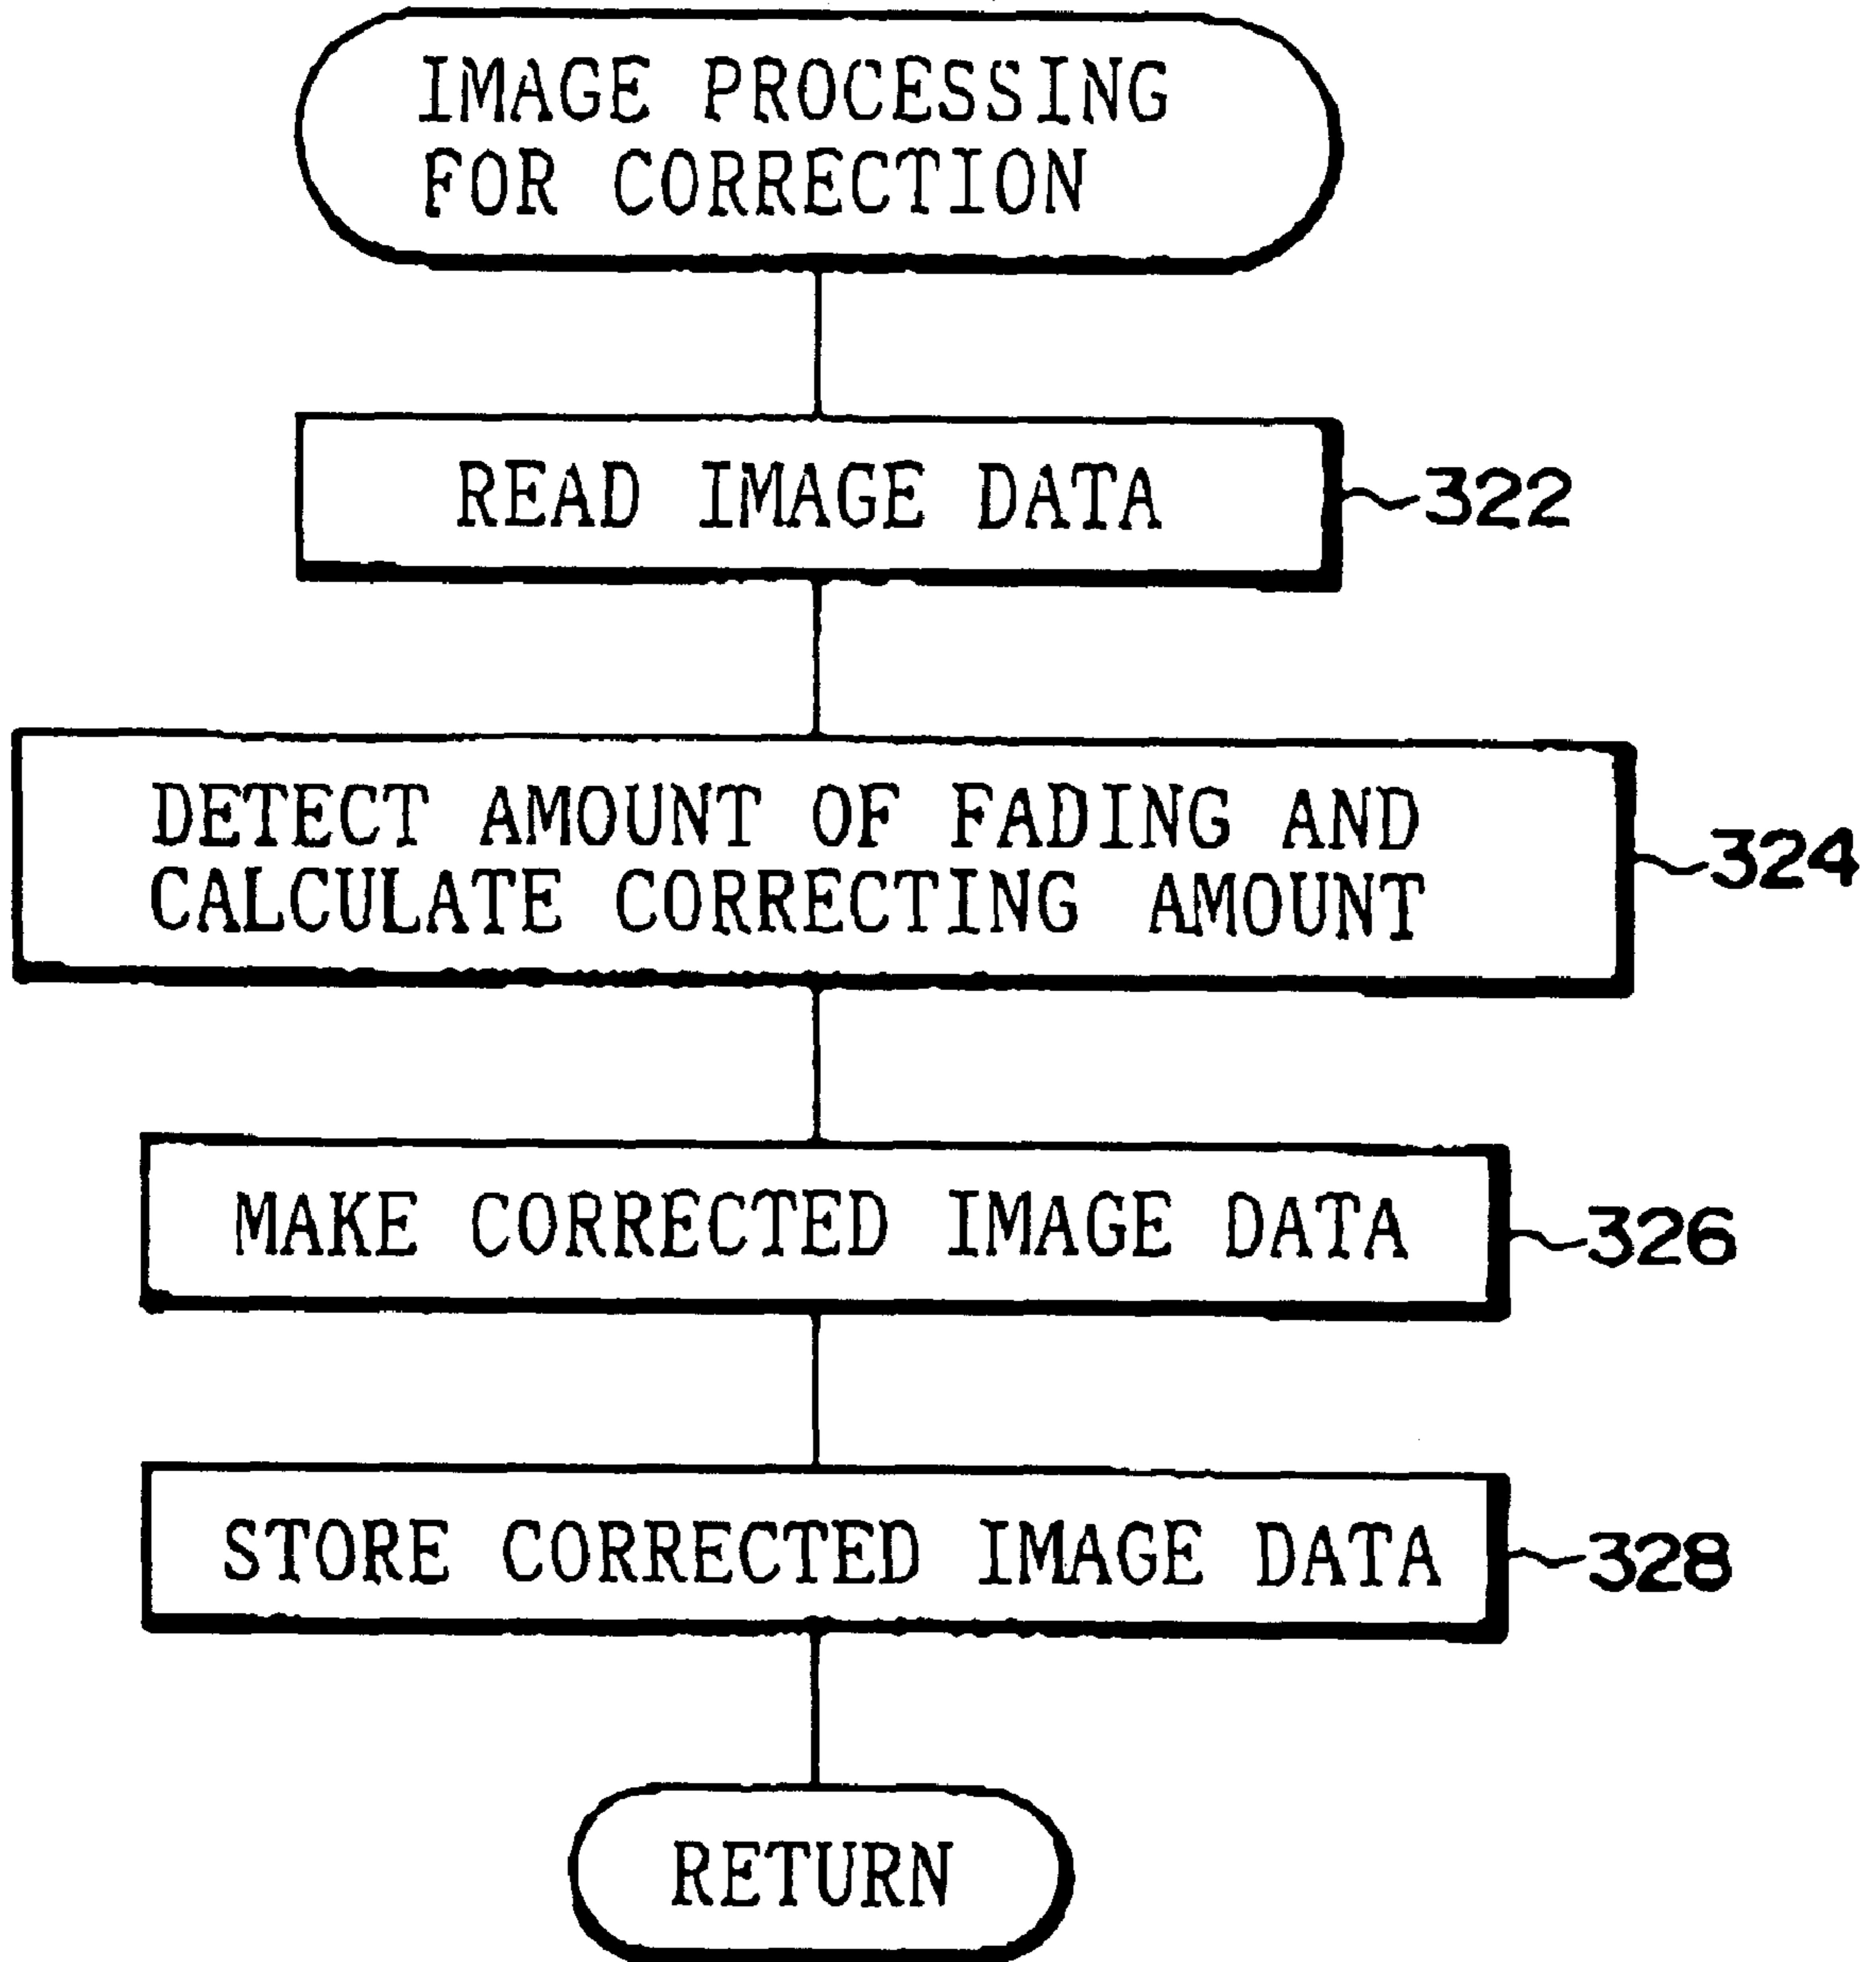 IMAGE PROCESSING
FOR CORRECTION
READ IMAGE DATA
322
DETECT AMOUNT OF FADING AND
CALCULATE CORRECTING AMOUNT
324
MAKE CORRECTED IMAGE DATA
326
STORE CORRECTED IMAGE DATA
328
RETURN